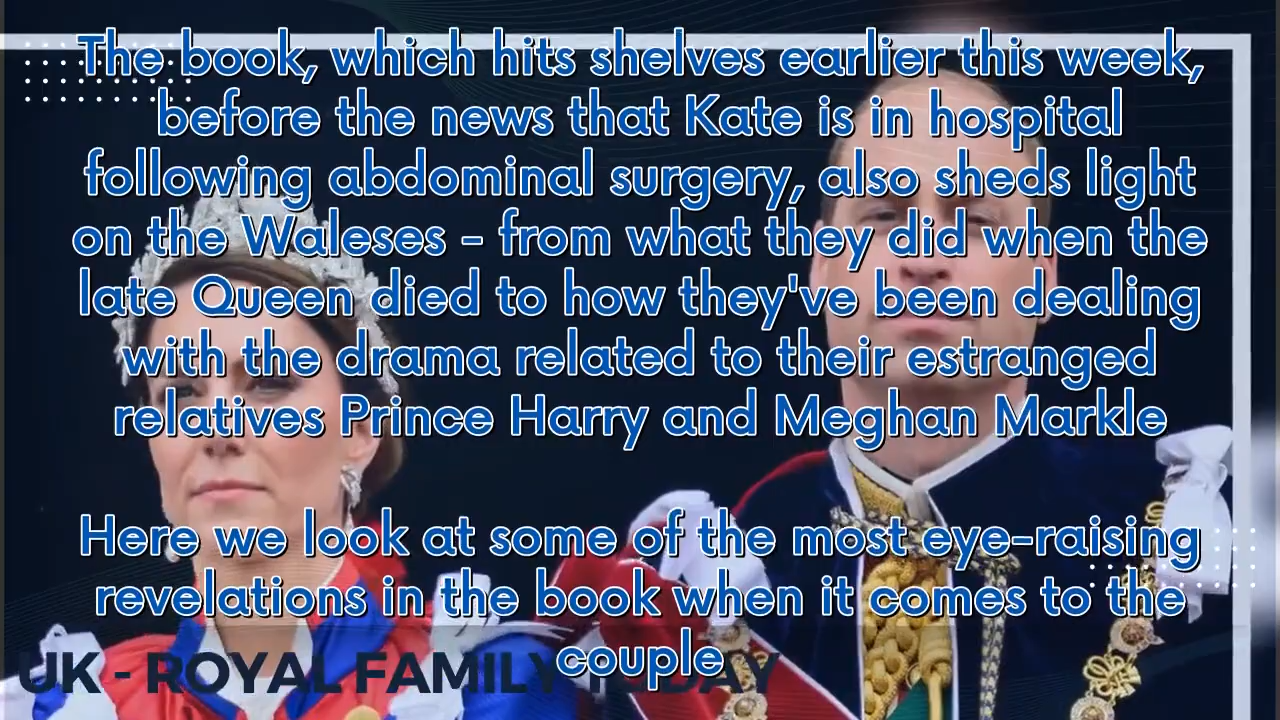 The book, which hits shelves earlier this week,
before the news that Kate is in hospital
following abdominal surgery, also sheds light
on the Waleses - from what they did when the
late Queen died to how they've been dealing
with the drama related to their estranged
relatives Prince Harry and Meghan Markle
Here we look at some of the most eye-raising
revelations in the book when it comes to the
couple
UK - ROYAL FAMILY TODAY